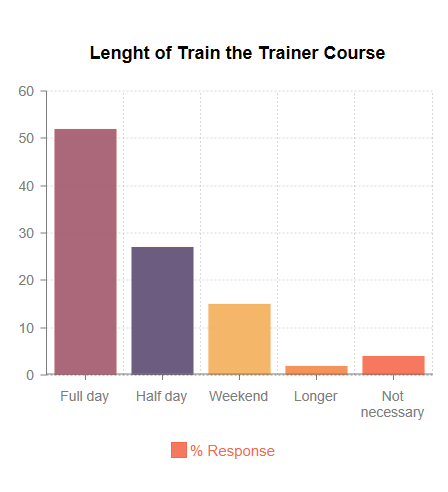 Lenght of Train the Trainer Course
60
50
40
30
20
10
0
Full day
Half day
Weekend
Longer
Not
necessary
% Response